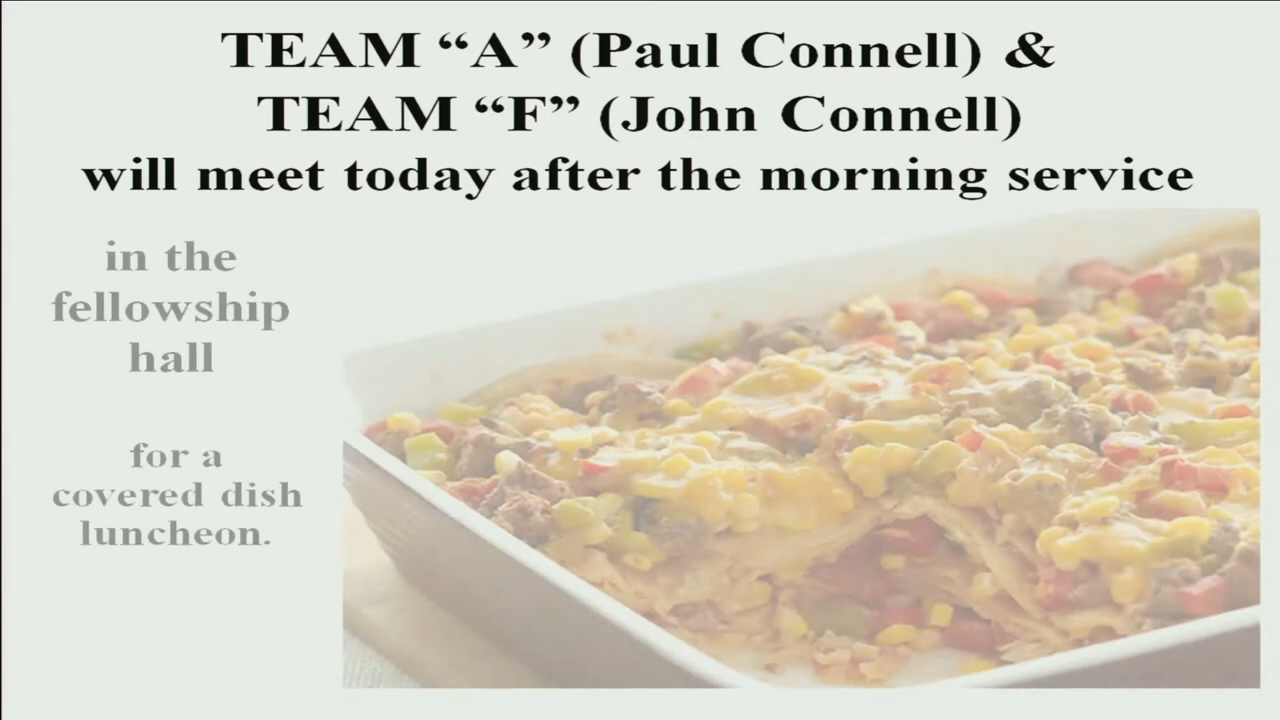 TEAM “A” (Paul Connell) &
TEAM “F” (John Connell)
will meet today after the morning service
in the
fellowship
hall
for a
covered dish
luncheon.